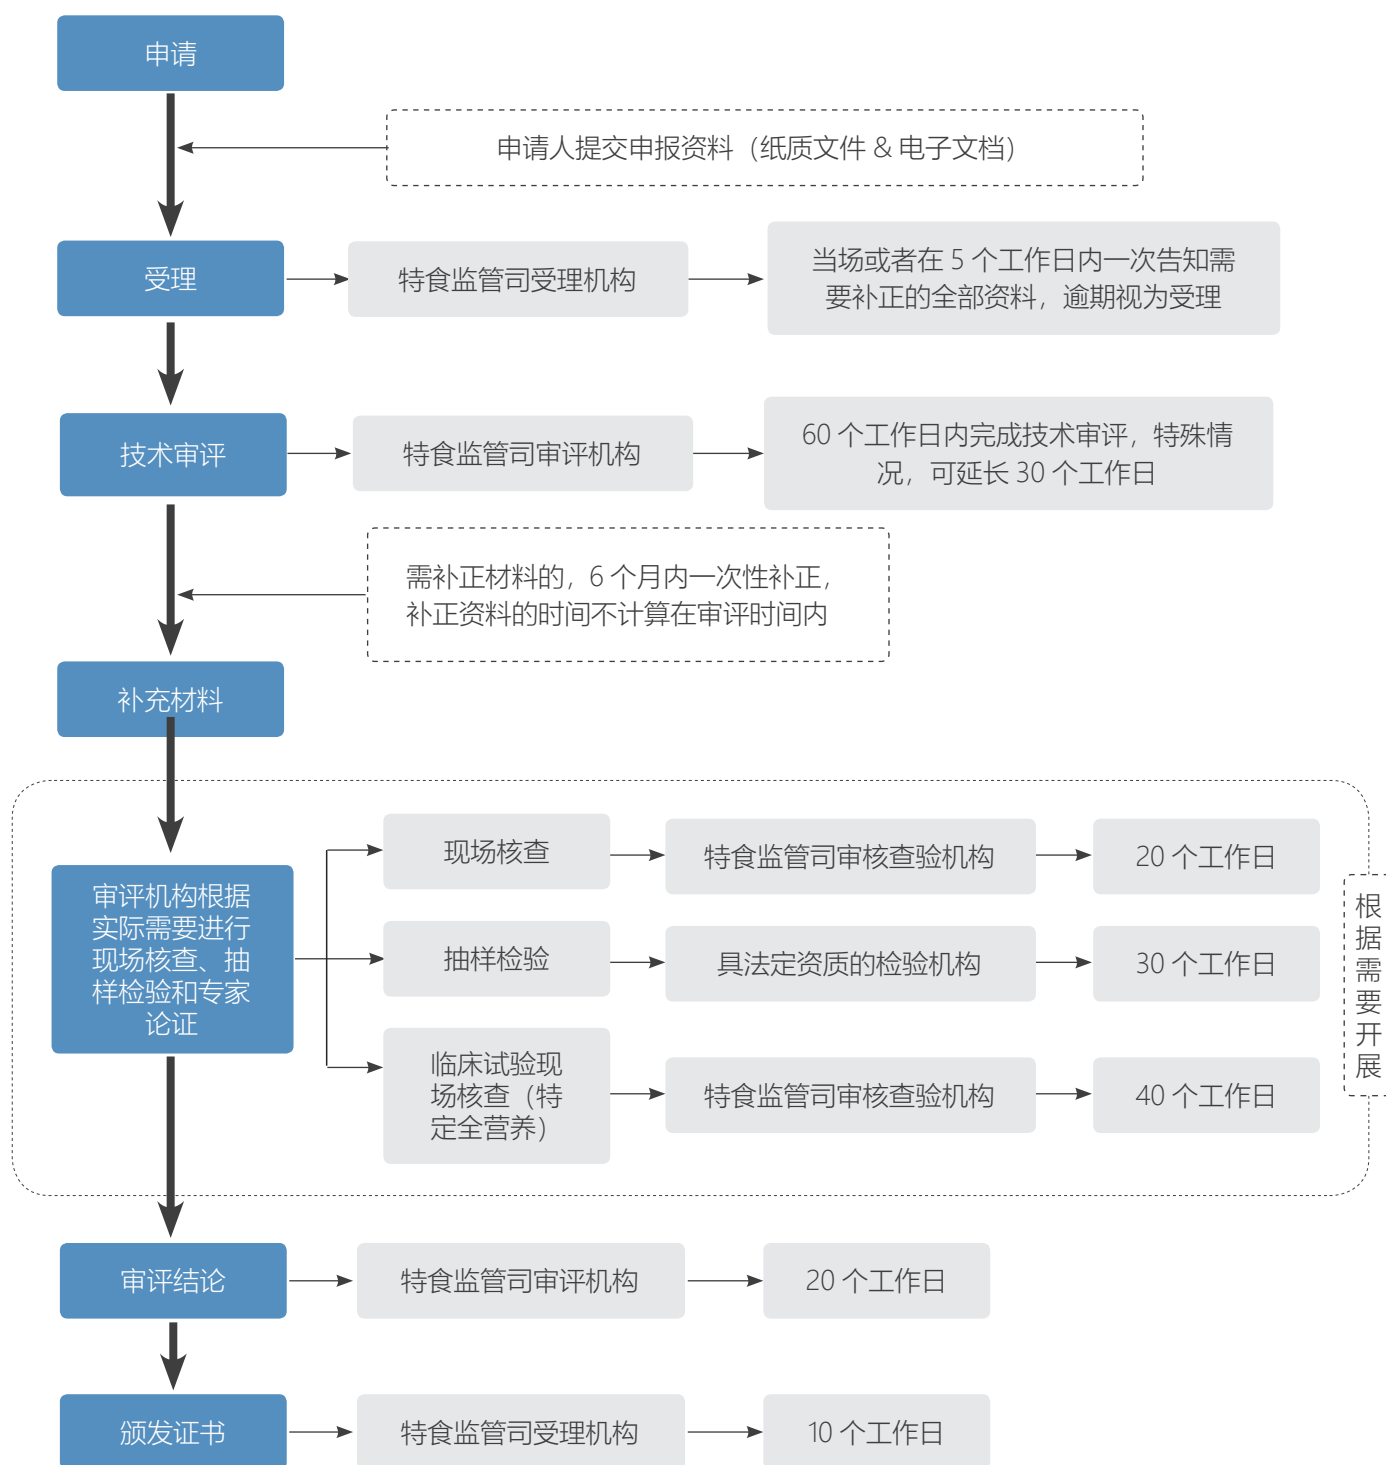 申请
申请人提交申报资料（纸质文件 & 电子文档）
受理
特食监管司受理机构
当场或者在 5 个工作日内一次告知需
要补正的全部资料，逾期视为受理
技术审评
特食监管司审评机构
60 个工作日内完成技术审评，特殊情
况，可延长 30 个工作日
需补正材料的，6 个月内一次性补正，
补正资料的时间不计算在审评时间内
补充材料
审评机构根据
实际需要进行
现场核查、抽
样检验和专家
论证
现场核查
特食监管司审核查验机构
20 个工作日
抽样检验
具法定资质的检验机构
30 个工作日
临床试验现
场核查（特
定全营养）
特食监管司审核查验机构
40 个工作日
根
据
需
要
开
展
审评结论
特食监管司审评机构
20 个工作日
颁发证书
特食监管司受理机构
10 个工作日